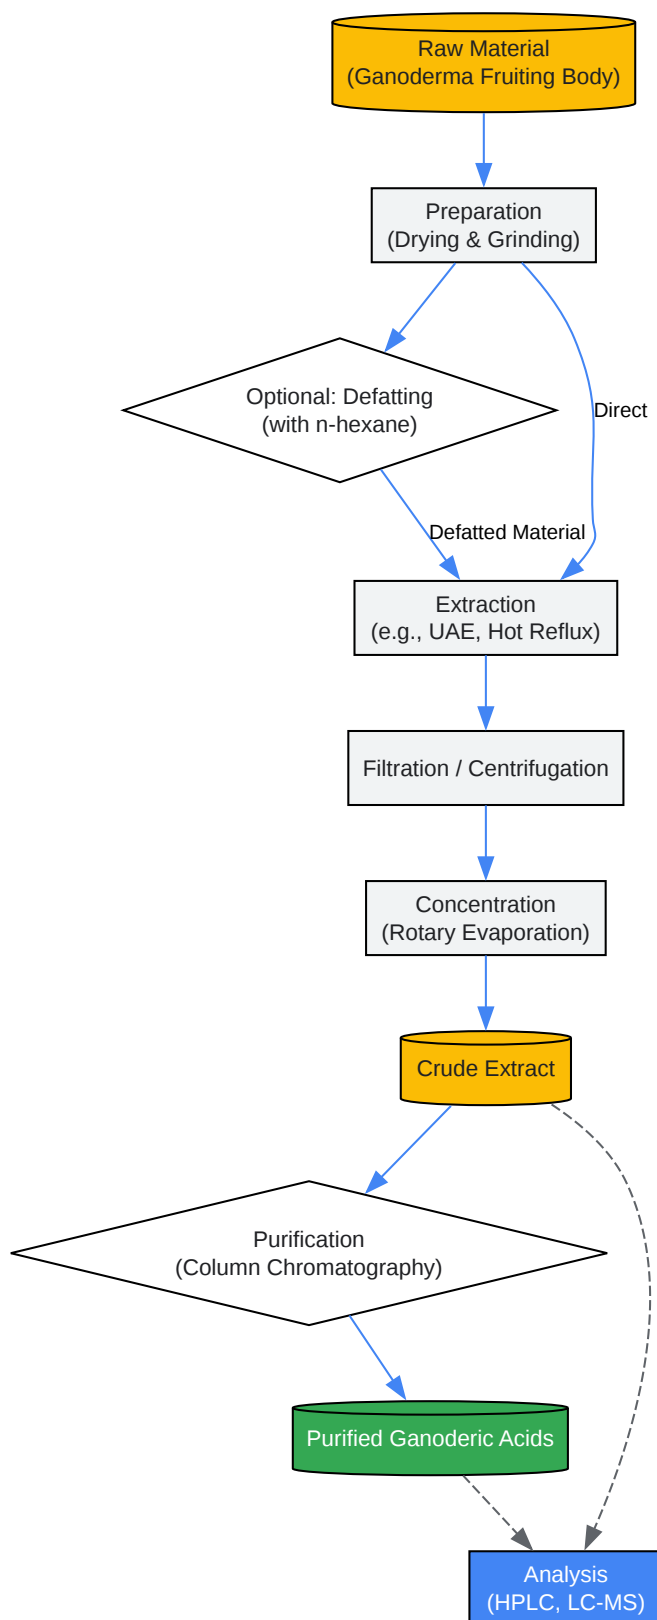 Raw Material
(Ganoderma Fruiting Body)
Preparation
(Drying & Grinding)
Optional: Defatting
(with n-hexane)
Direct
Defatted Material
Extraction
(e.g., UAE, Hot Reflux)
Filtration / Centrifugation
Concentration
(Rotary Evaporation)
Crude Extract
Purification
(Column Chromatography)
Purified Ganoderic Acids
Analysis
(HPLC, LC-MS)